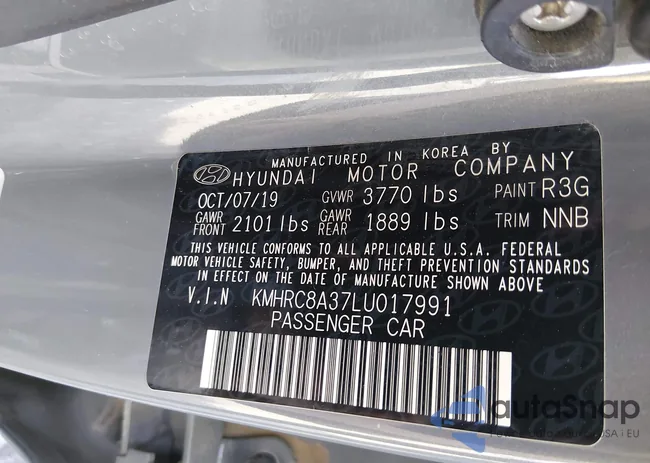 MANUFACTURED IN KOREA BY
HYUNDAI MOTOR COMPANY
OCT/07/19 GVWR 3770 lbs PAINT R3G
GAWR FRONT 2101 lbs GAWR REAR 1889 lbs TRIM NNB
THIS VEHICLE CONFORMS TO ALL APPLICABLE U.S.A. FEDERAL
MOTOR VEHICLE SAFETY, BUMPER, AND THEFT PREVENTION STANDARDS
IN EFFECT ON THE DATE OF MANUFACTURE SHOWN ABOVE
V.I.N KMHRC8A37LU017991
PASSENGER CAR
autaSnap